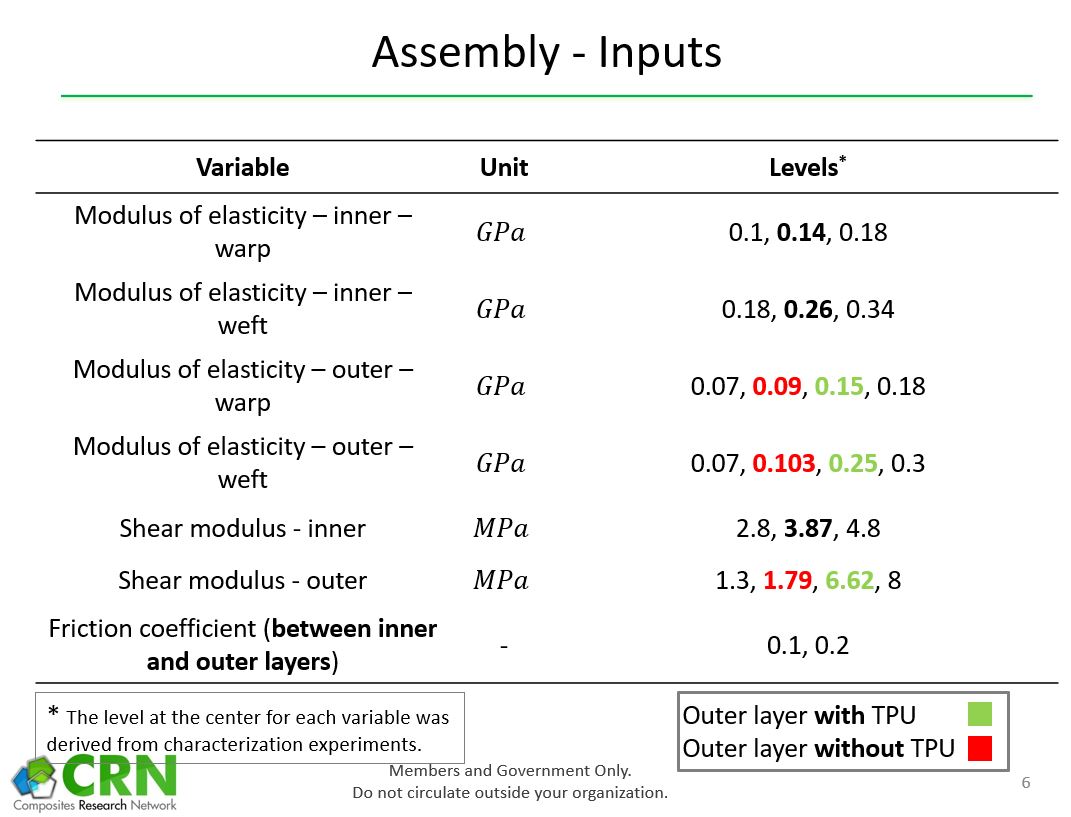 Assembly - Inputs
Variable Unit Levels*
Modulus of elasticity – inner –
warp
GPa 0.1, 0.14, 0.18
Modulus of elasticity – inner –
weft
GPa 0.18, 0.26, 0.34
Modulus of elasticity – outer –
warp
GPa 0.07, 0.09, 0.15, 0.18
Modulus of elasticity – outer –
weft
GPa 0.07, 0.103, 0.25, 0.3
Shear modulus - inner MPa 2.8, 3.87, 4.8
Shear modulus - outer MPa 1.3, 1.79, 6.62, 8
Friction coefficient (between inner
and outer layers)
- 0.1, 0.2
* The level at the center for each variable was
derived from characterization experiments.
Outer layer with TPU
Outer layer without TPU
CRN
Composites Research Network
Members and Government Only.
Do not circulate outside your organization.
6